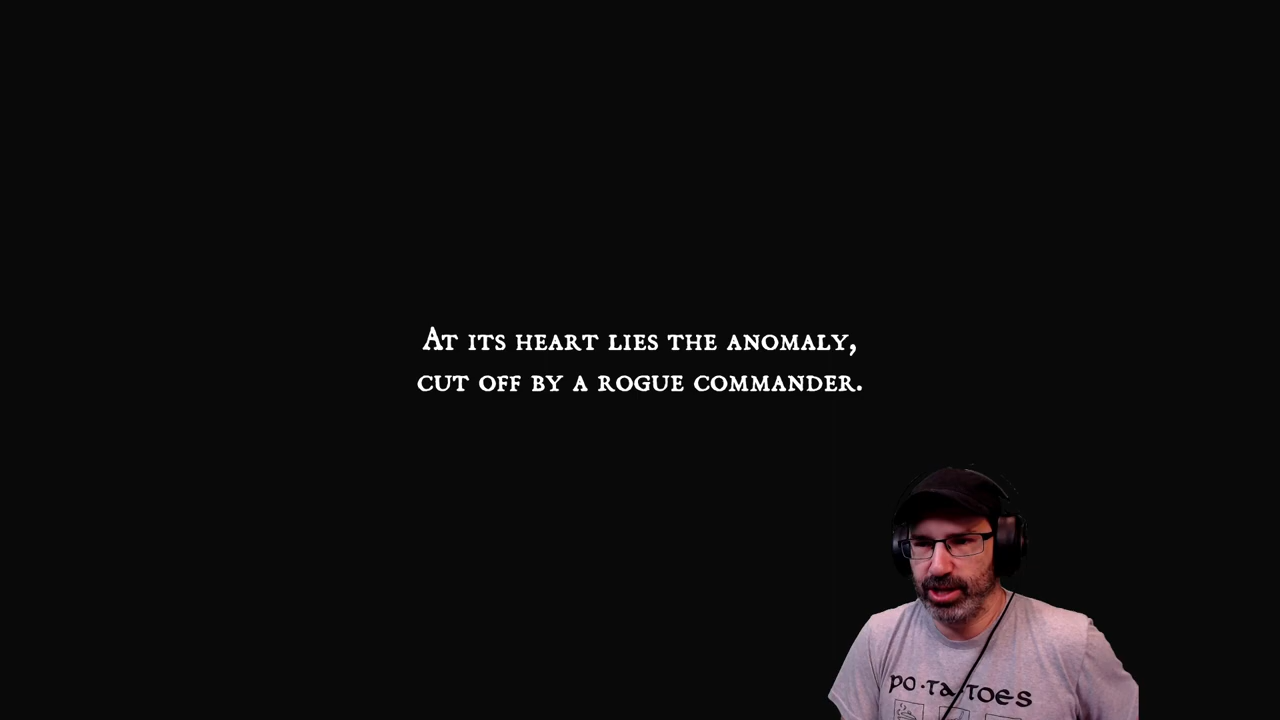 At its heart lies the anomaly,
cut off by a rogue commander.
PO·TA·TOES